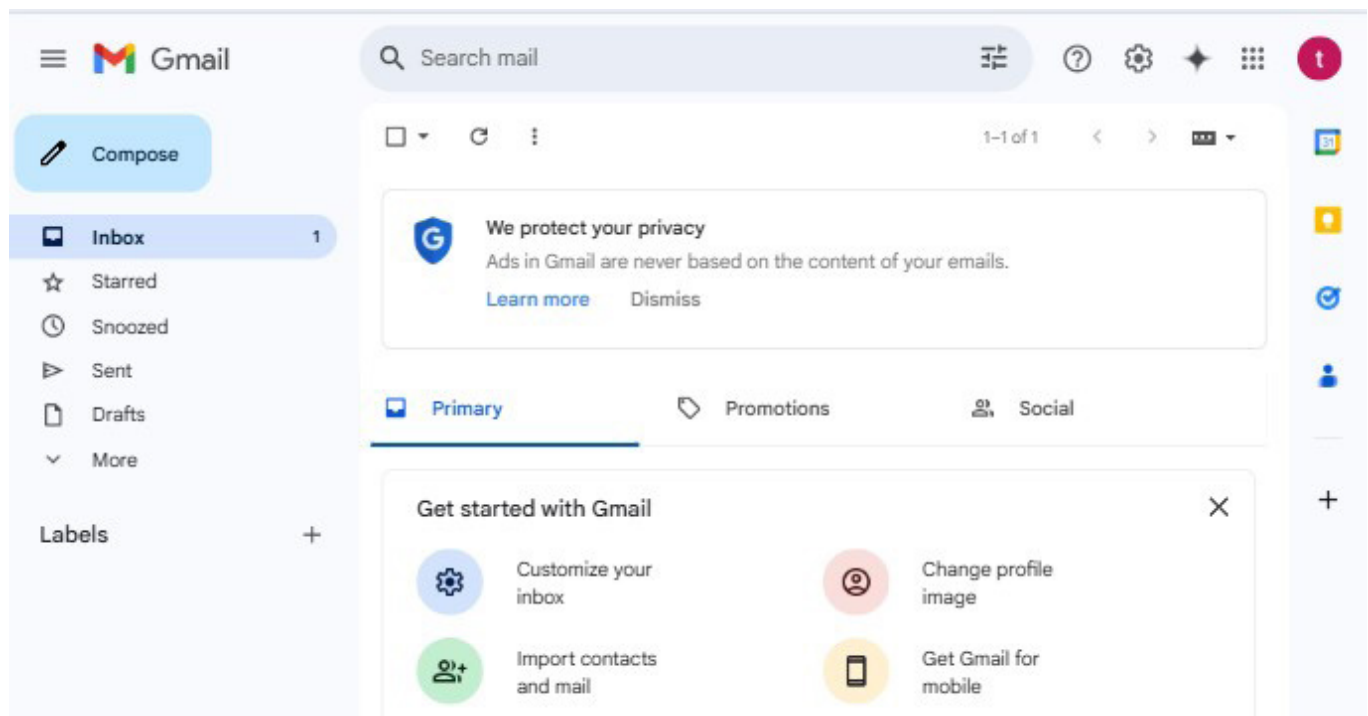 Gmail
Search mail
t
Compose
1–1 of 1
31
Inbox 1
Starred
Snoozed
Sent
Drafts
More
Labels
G
We protect your privacy
Ads in Gmail are never based on the content of your emails.
Learn more Dismiss
Primary Promotions Social
Get started with Gmail
Customize your
inbox
Change profile
image
Import contacts
and mail
Get Gmail for
mobile